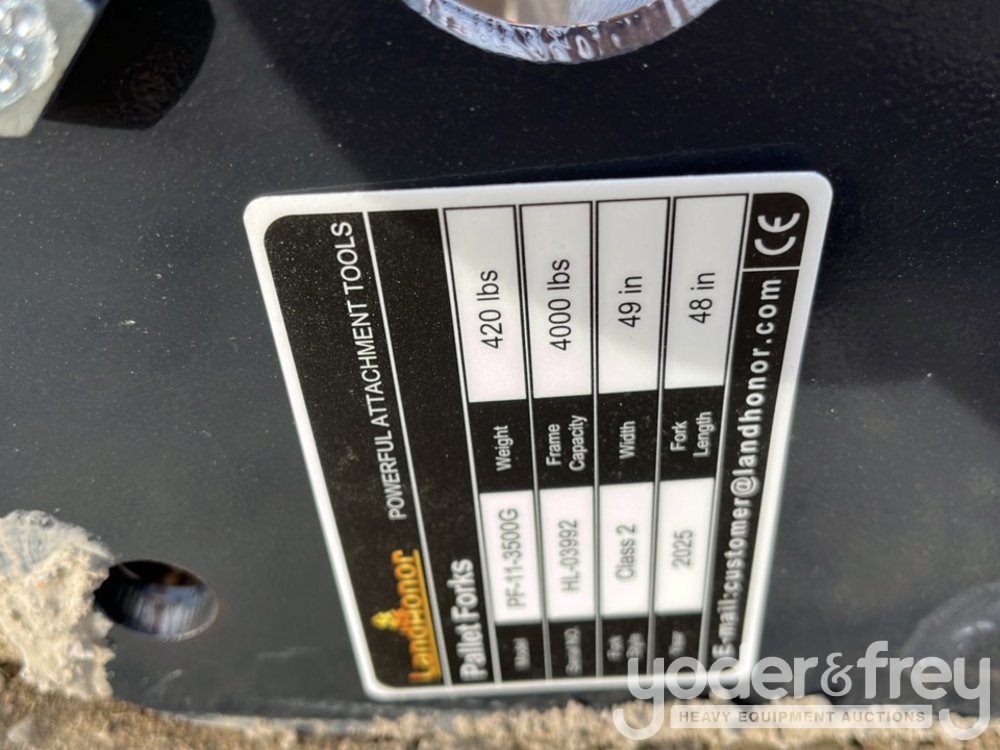 LandHonor POWERFUL ATTACHMENT TOOLS
Pallet Forks
Model PF-11-3500G Weight 420 lbs
Serial NO. HL-03992 Frame Capacity 4000 lbs
Fork Style Class 2 Width 49 in
Year 2025 Fork Length 48 in
E-mail:customer@landhonor.com CE
yoder&frey
HEAVY EQUIPMENT AUCTIONS